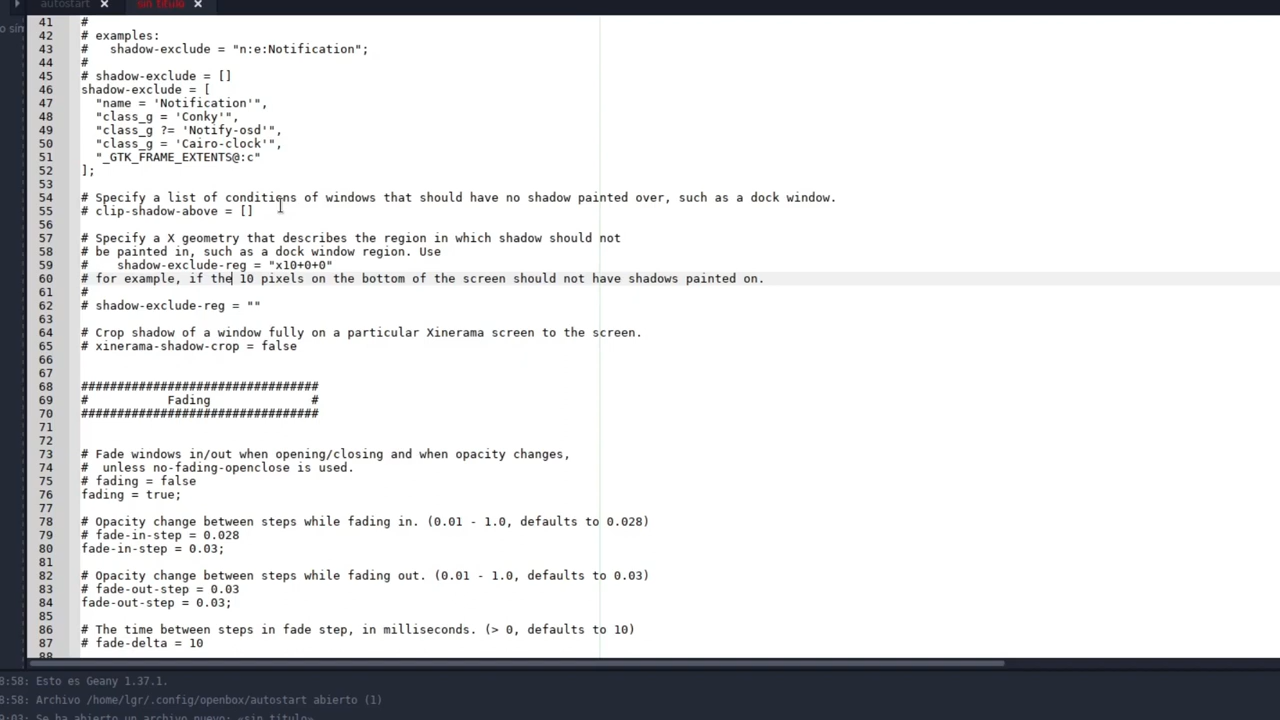 autostart
sin título
o sin
41 #
42 # examples:
43 #   shadow-exclude = "n:e:Notification";
44 #
45 # shadow-exclude = []
46 shadow-exclude = [
47   "name = 'Notification'",
48   "class_g = 'Conky'",
49   "class_g ?= 'Notify-osd'",
50   "class_g = 'Cairo-clock'",
51   "_GTK_FRAME_EXTENTS@:c"
52 ];
53
54 # Specify a list of conditions of windows that should have no shadow painted over, such as a dock window.
55 # clip-shadow-above = []
56
57 # Specify a X geometry that describes the region in which shadow should not
58 # be painted in, such as a dock window region. Use
59 #    shadow-exclude-reg = "x10+0+0"
60 # for example, if the 10 pixels on the bottom of the screen should not have shadows painted on.
61 #
62 # shadow-exclude-reg = ""
63
64 # Crop shadow of a window fully on a particular Xinerama screen to the screen.
65 # xinerama-shadow-crop = false
66
67
68 #################################
69 #           Fading              #
70 #################################
71
72
73 # Fade windows in/out when opening/closing and when opacity changes,
74 #  unless no-fading-openclose is used.
75 # fading = false
76 fading = true;
77
78 # Opacity change between steps while fading in. (0.01 - 1.0, defaults to 0.028)
79 # fade-in-step = 0.028
80 fade-in-step = 0.03;
81
82 # Opacity change between steps while fading out. (0.01 - 1.0, defaults to 0.03)
83 # fade-out-step = 0.03
84 fade-out-step = 0.03;
85
86 # The time between steps in fade step, in milliseconds. (> 0, defaults to 10)
87 # fade-delta = 10
88
8:58: Esto es Geany 1.37.1.
8:58: Archivo /home/lgr/.config/openbox/autostart abierto (1)
9:03: Se ha abierto un archivo nuevo: «sin título».